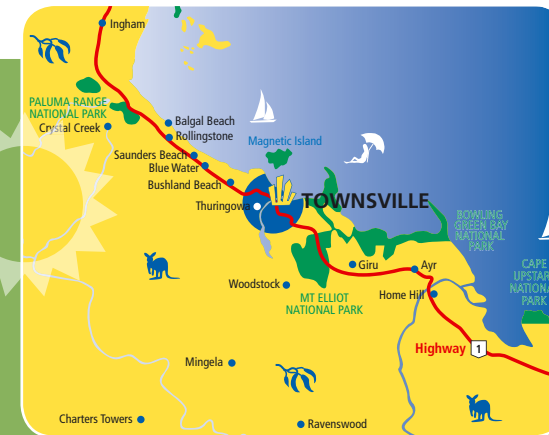 Ingham
PALUMA RANGE
NATIONAL PARK
Crystal Creek
Balgal Beach
Rollingstone
Saunders Beach
Blue Water
Bushland Beach
Magnetic Island
Thuringowa
TOWNSVILLE
BOWLING
GREEN BAY
NATIONAL
PARK
CAPE
UPSTAR
NATIONA
PARK
Giru
Ayr
Woodstock
MT ELLIOT
NATIONAL PARK
Home Hill
Highway 1
Mingela
Charters Towers
Ravenswood